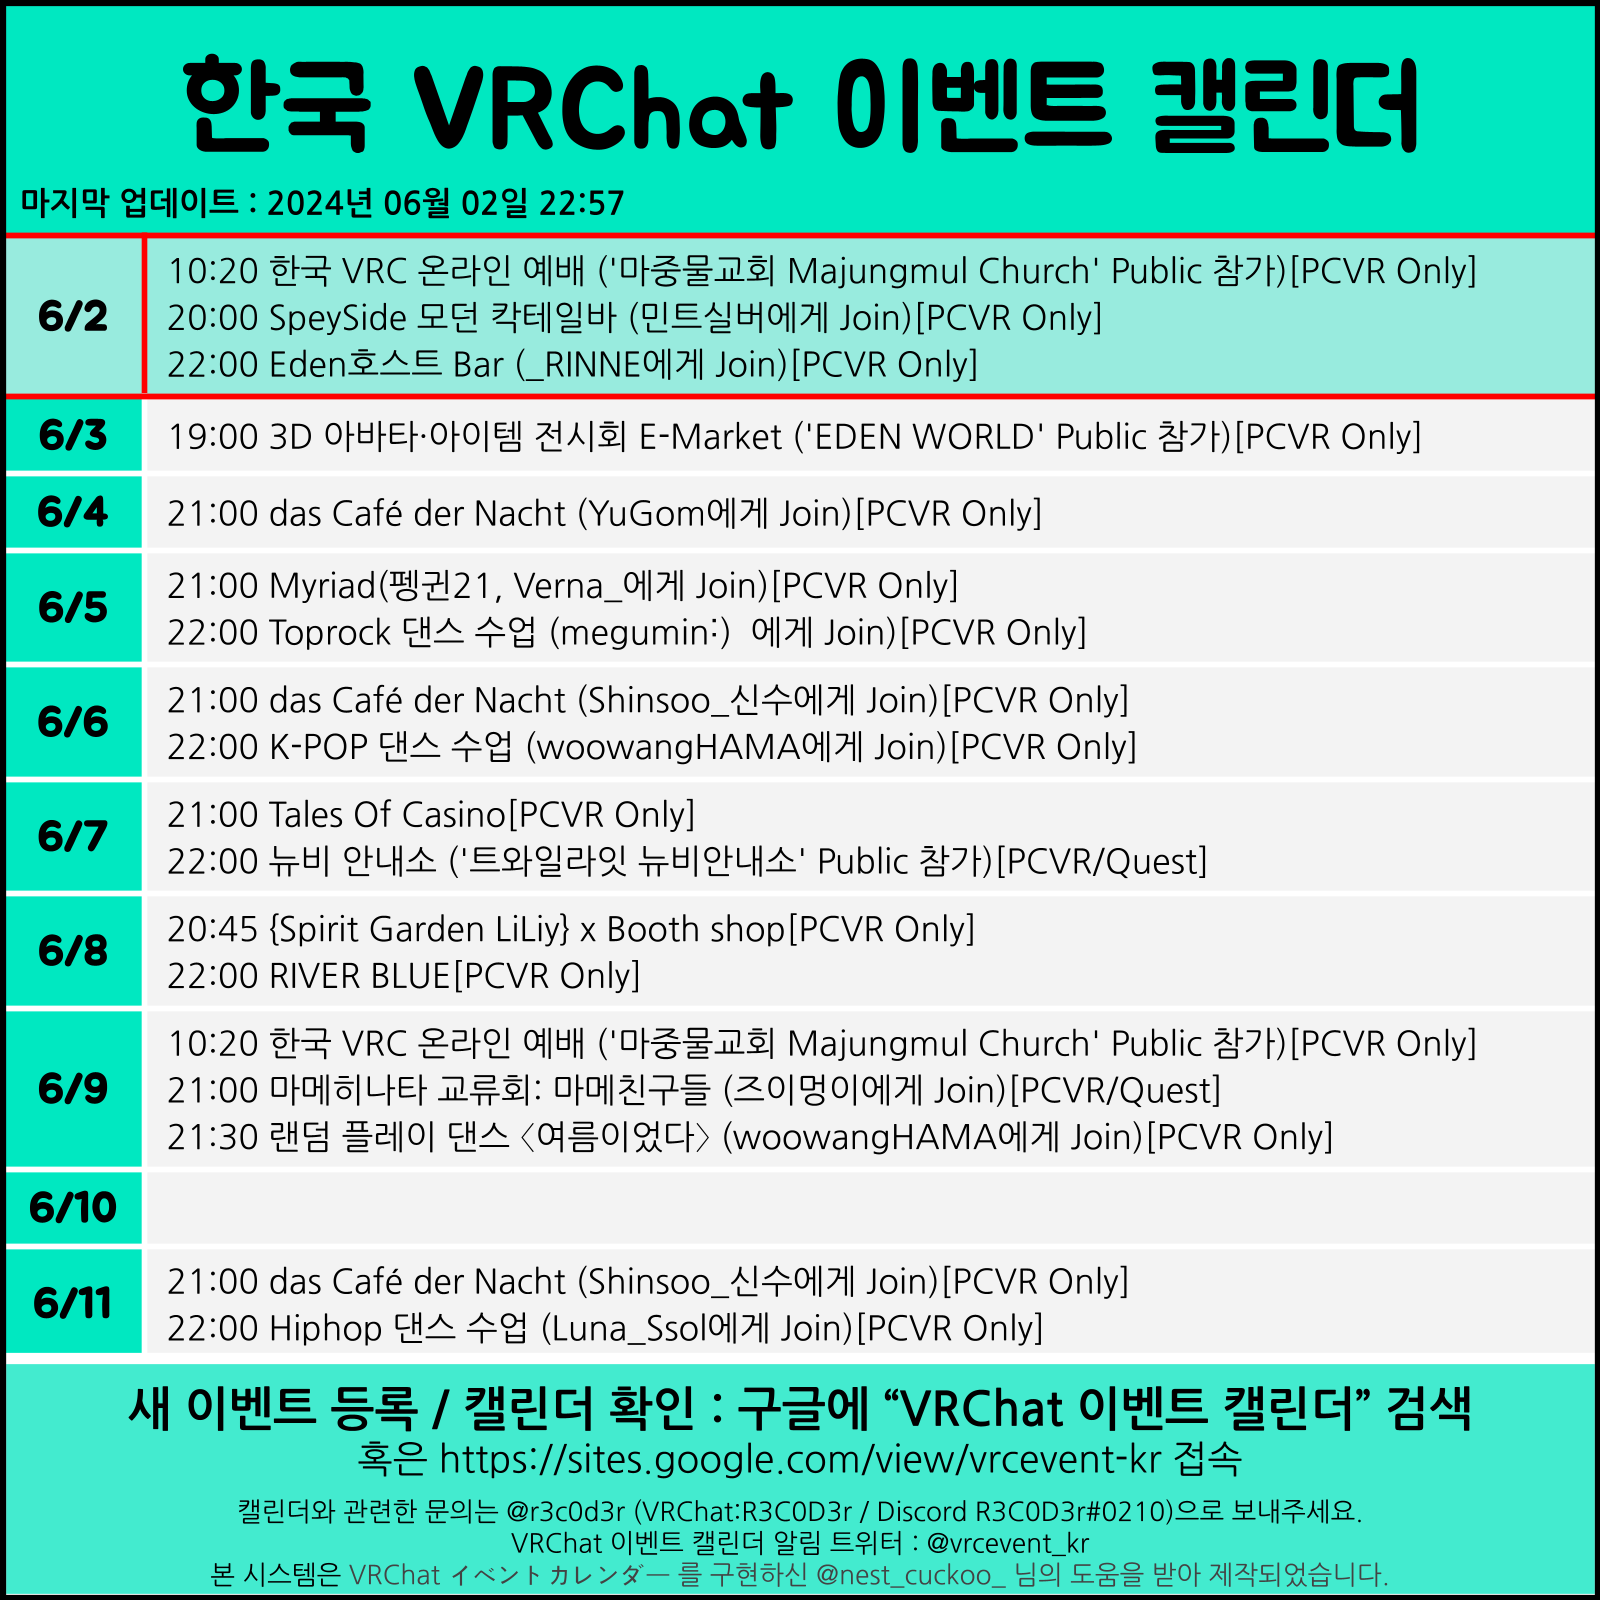 한국 VRChat 이벤트 캘린더
마지막 업데이트 : 2024년 06월 02일 22:57
6/2
10:20 한국 VRC 온라인 예배 ('마중물교회 Majungmul Church' Public 참가)[PCVR Only]
20:00 SpeySide 모던 칵테일바 (민트실버에게 Join)[PCVR Only]
22:00 Eden호스트 Bar (_RINNE에게 Join)[PCVR Only]
6/3
19:00 3D 아바타·아이템 전시회 E-Market ('EDEN WORLD' Public 참가)[PCVR Only]
6/4
21:00 das Café der Nacht (YuGom에게 Join)[PCVR Only]
6/5
21:00 Myriad(펭귄21, Verna_에게 Join)[PCVR Only]
22:00 Toprock 댄스 수업 (megumin:)  에게 Join)[PCVR Only]
6/6
21:00 das Café der Nacht (Shinsoo_신수에게 Join)[PCVR Only]
22:00 K-POP 댄스 수업 (woowangHAMA에게 Join)[PCVR Only]
6/7
21:00 Tales Of Casino[PCVR Only]
22:00 뉴비 안내소 ('트와일라잇 뉴비안내소' Public 참가)[PCVR/Quest]
6/8
20:45 {Spirit Garden LiLiy} x Booth shop[PCVR Only]
22:00 RIVER BLUE[PCVR Only]
6/9
10:20 한국 VRC 온라인 예배 ('마중물교회 Majungmul Church' Public 참가)[PCVR Only]
21:00 마메히나타 교류회: 마메친구들 (즈이멍이에게 Join)[PCVR/Quest]
21:30 랜덤 플레이 댄스 〈여름이었다〉 (woowangHAMA에게 Join)[PCVR Only]
6/10
6/11
21:00 das Café der Nacht (Shinsoo_신수에게 Join)[PCVR Only]
22:00 Hiphop 댄스 수업 (Luna_Ssol에게 Join)[PCVR Only]
새 이벤트 등록 / 캘린더 확인 : 구글에 “VRChat 이벤트 캘린더” 검색
혹은 https://sites.google.com/view/vrcevent-kr 접속
캘린더와 관련한 문의는 @r3c0d3r (VRChat:R3C0D3r / Discord R3C0D3r#0210)으로 보내주세요.
VRChat 이벤트 캘린더 알림 트위터 : @vrcevent_kr
본 시스템은 VRChat イベントカレンダー 를 구현하신 @nest_cuckoo_ 님의 도움을 받아 제작되었습니다.